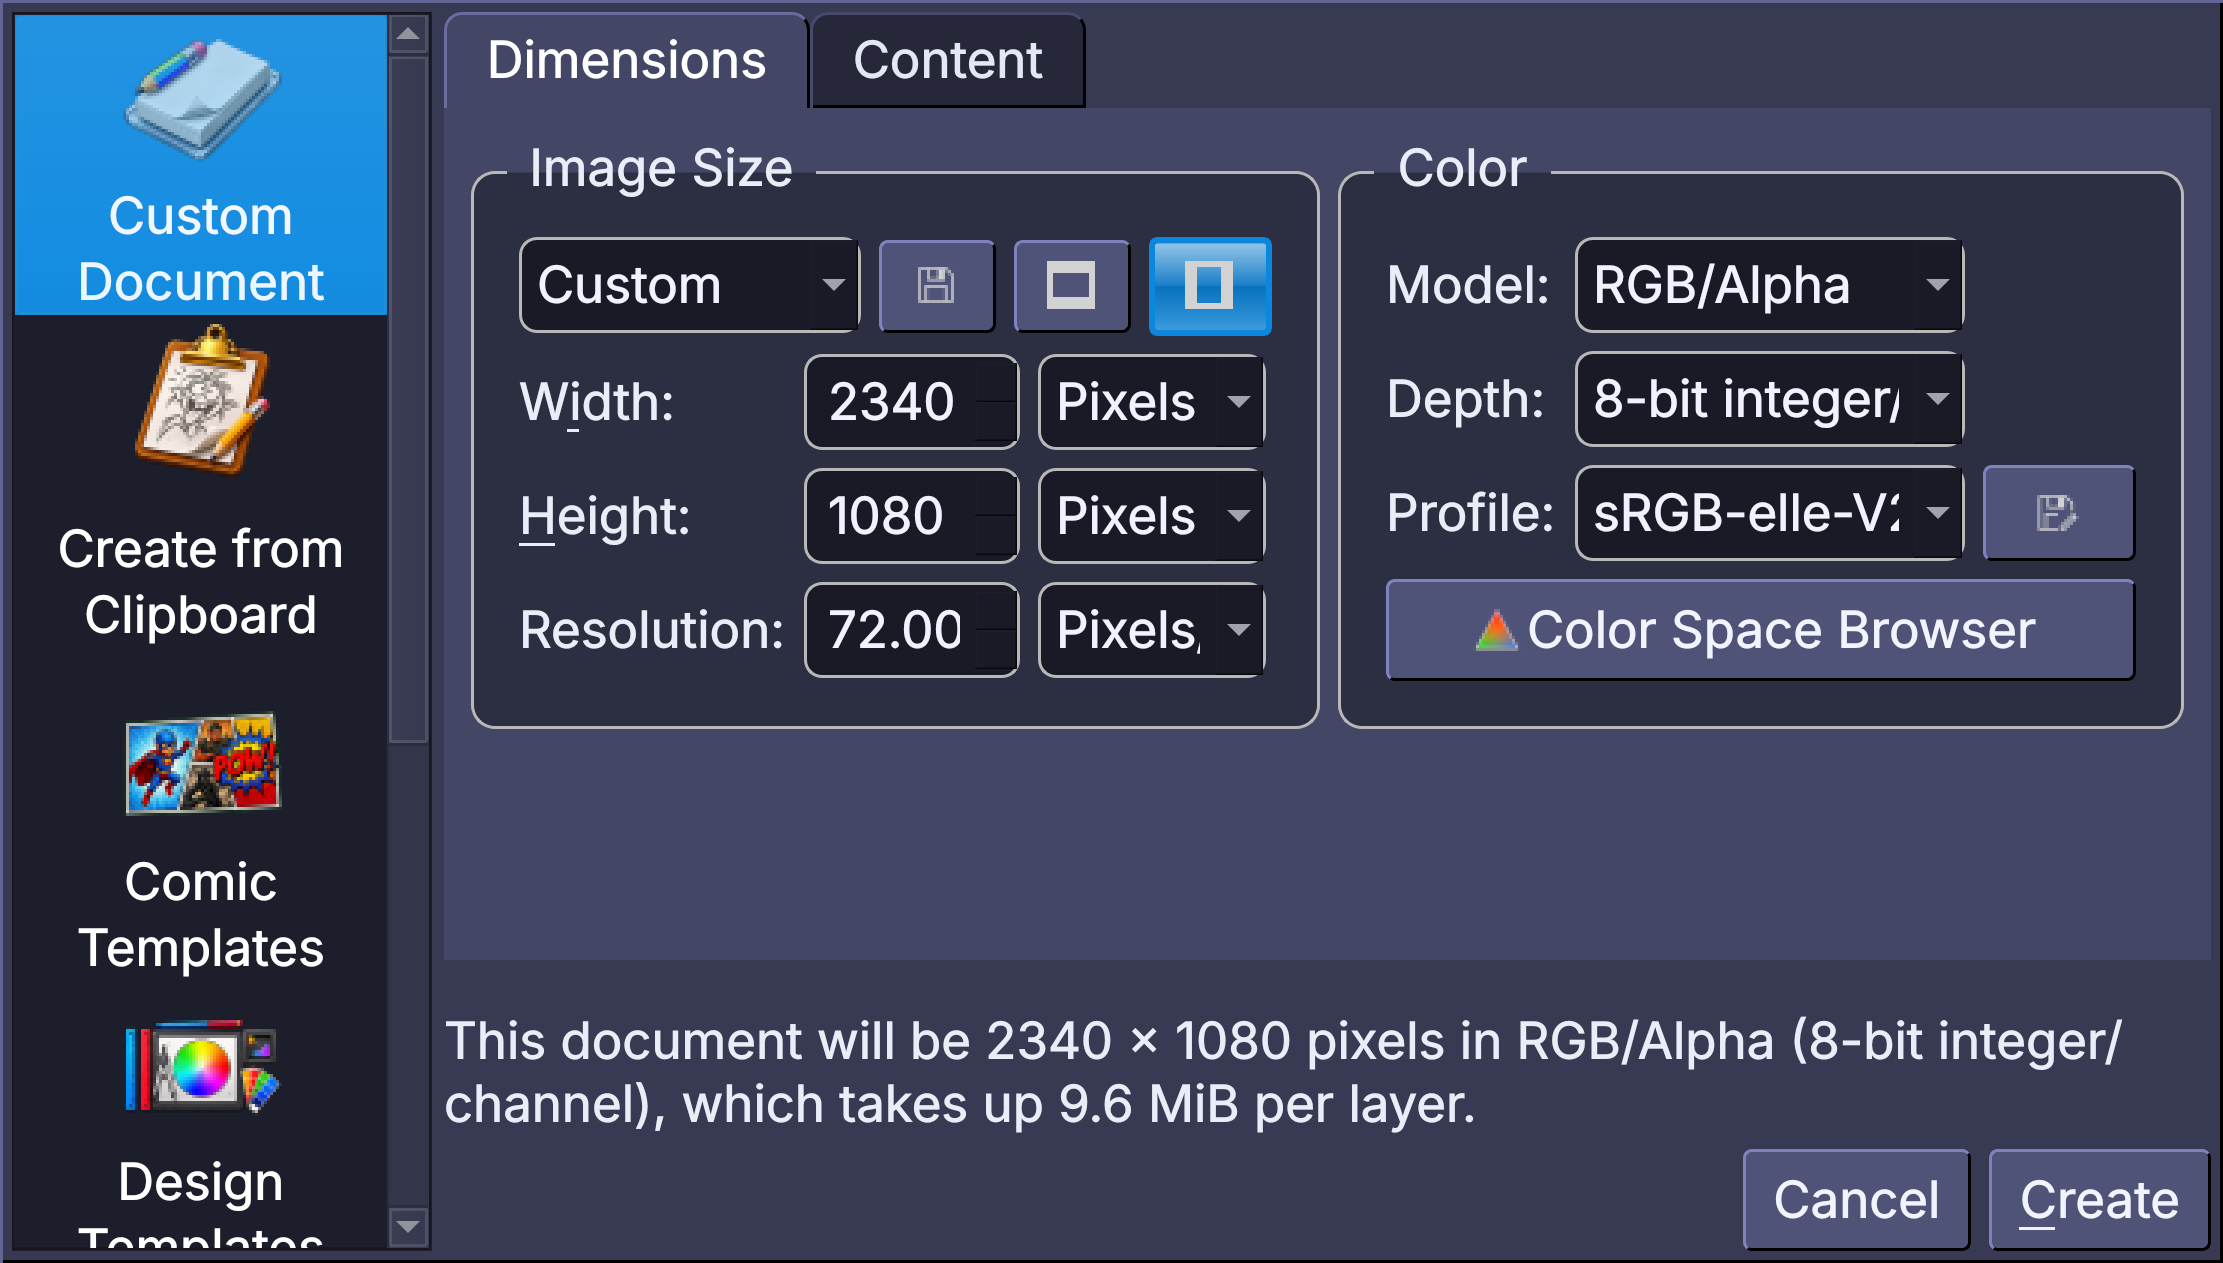 Custom
Document
Create from
Clipboard
Comic
Templates
POW!
Design
Templates
Dimensions
Content
Image Size
Custom
Width:
2340
Pixels
Height:
1080
Pixels
Resolution:
72.00
Pixels/
Color
Model:
RGB/Alpha
Depth:
8-bit integer/
Profile:
sRGB-elle-V2
Color Space Browser
This document will be 2340 × 1080 pixels in RGB/Alpha (8-bit integer/
channel), which takes up 9.6 MiB per layer.
Cancel
Create